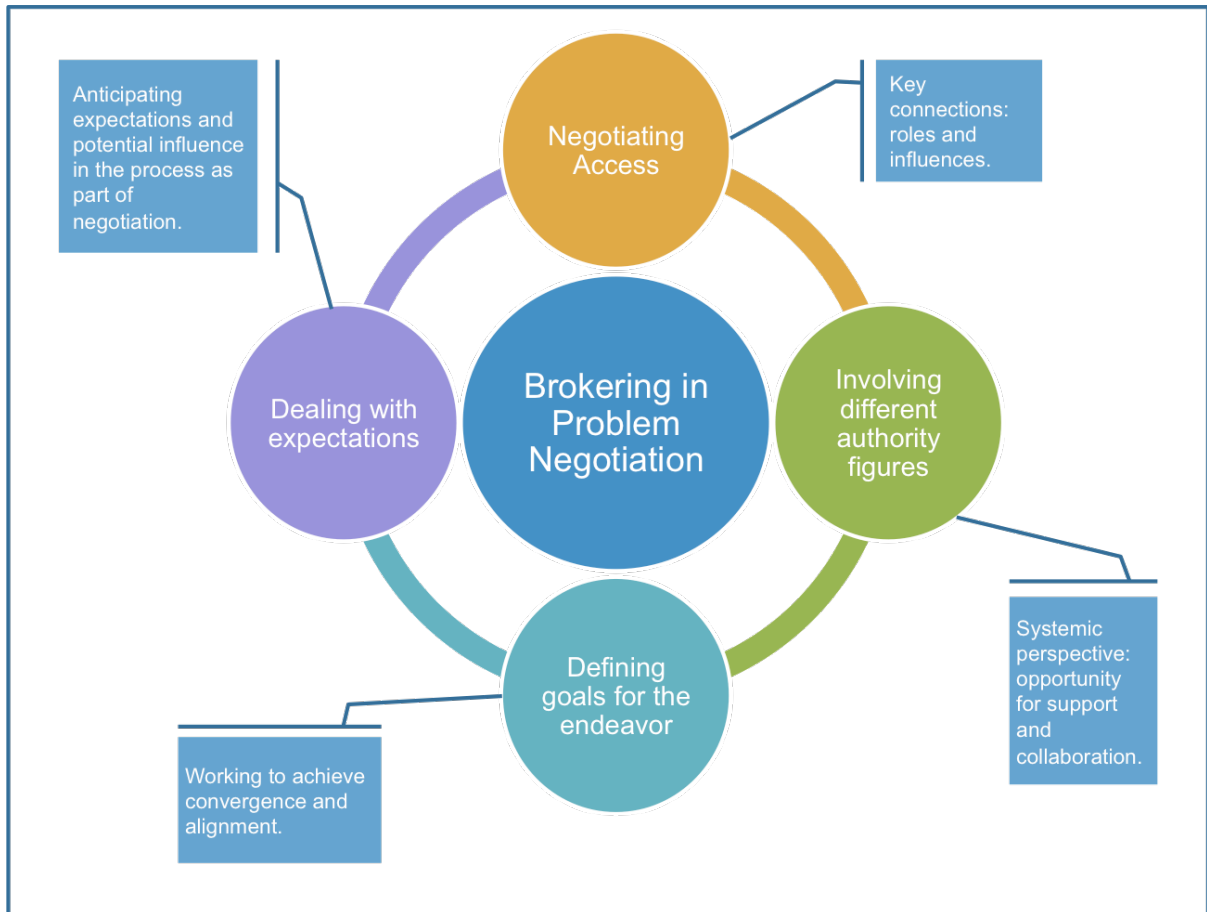 Anticipating
expectations and
potential influence
in the process as
part of
negotiation.
Negotiating
Access
Key
connections:
roles and
influences.
Dealing with
expectations
Brokering in
Problem
Negotiation
Involving
different
authority
figures
Defining
goals for the
endeavor
Systemic
perspective:
opportunity
for support
and
collaboration.
Working to achieve
convergence and
alignment.